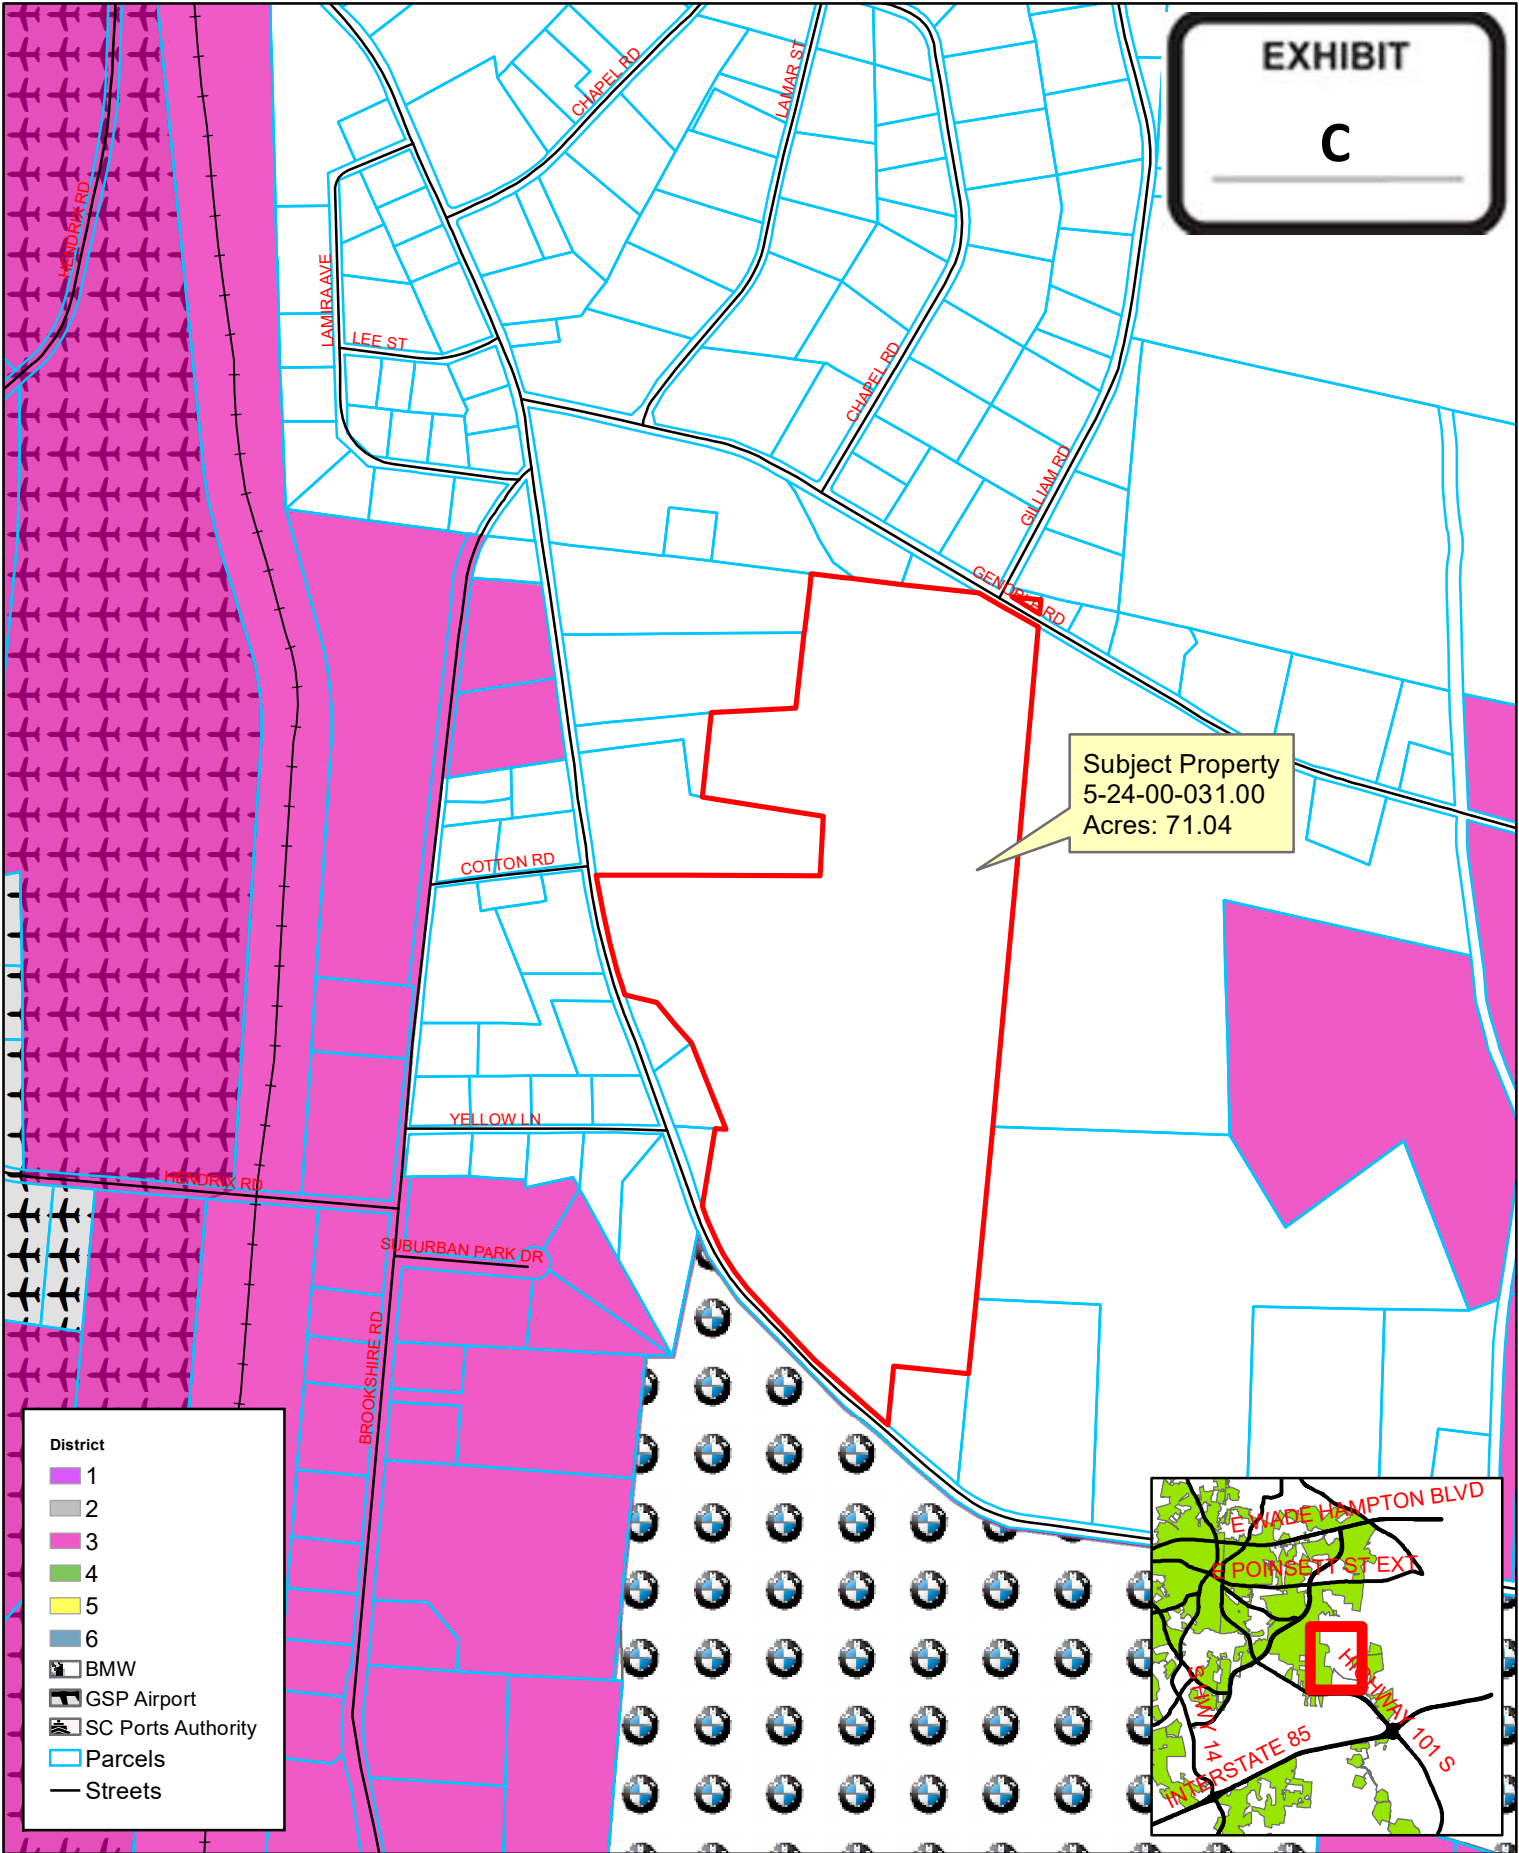 EXHIBIT
C
CHAPEL RD
LAMAR ST
HENDRIX RD
LAMIRA AVE
LEE ST
CHAPEL RD
GILLIAM RD
GENOBLE RD
Subject Property
5-24-00-031.00
Acres: 71.04
COTTON RD
YELLOW LN
HENDRIX RD
SUBURBAN PARK DR
BROOKSHIRE RD
District
1
2
3
4
5
6
BMW
GSP Airport
SC Ports Authority
Parcels
Streets
E WADE HAMPTON BLVD
E POINSETT ST EXT
HIGHWAY 101 S
S HWY 14
INTERSTATE 85